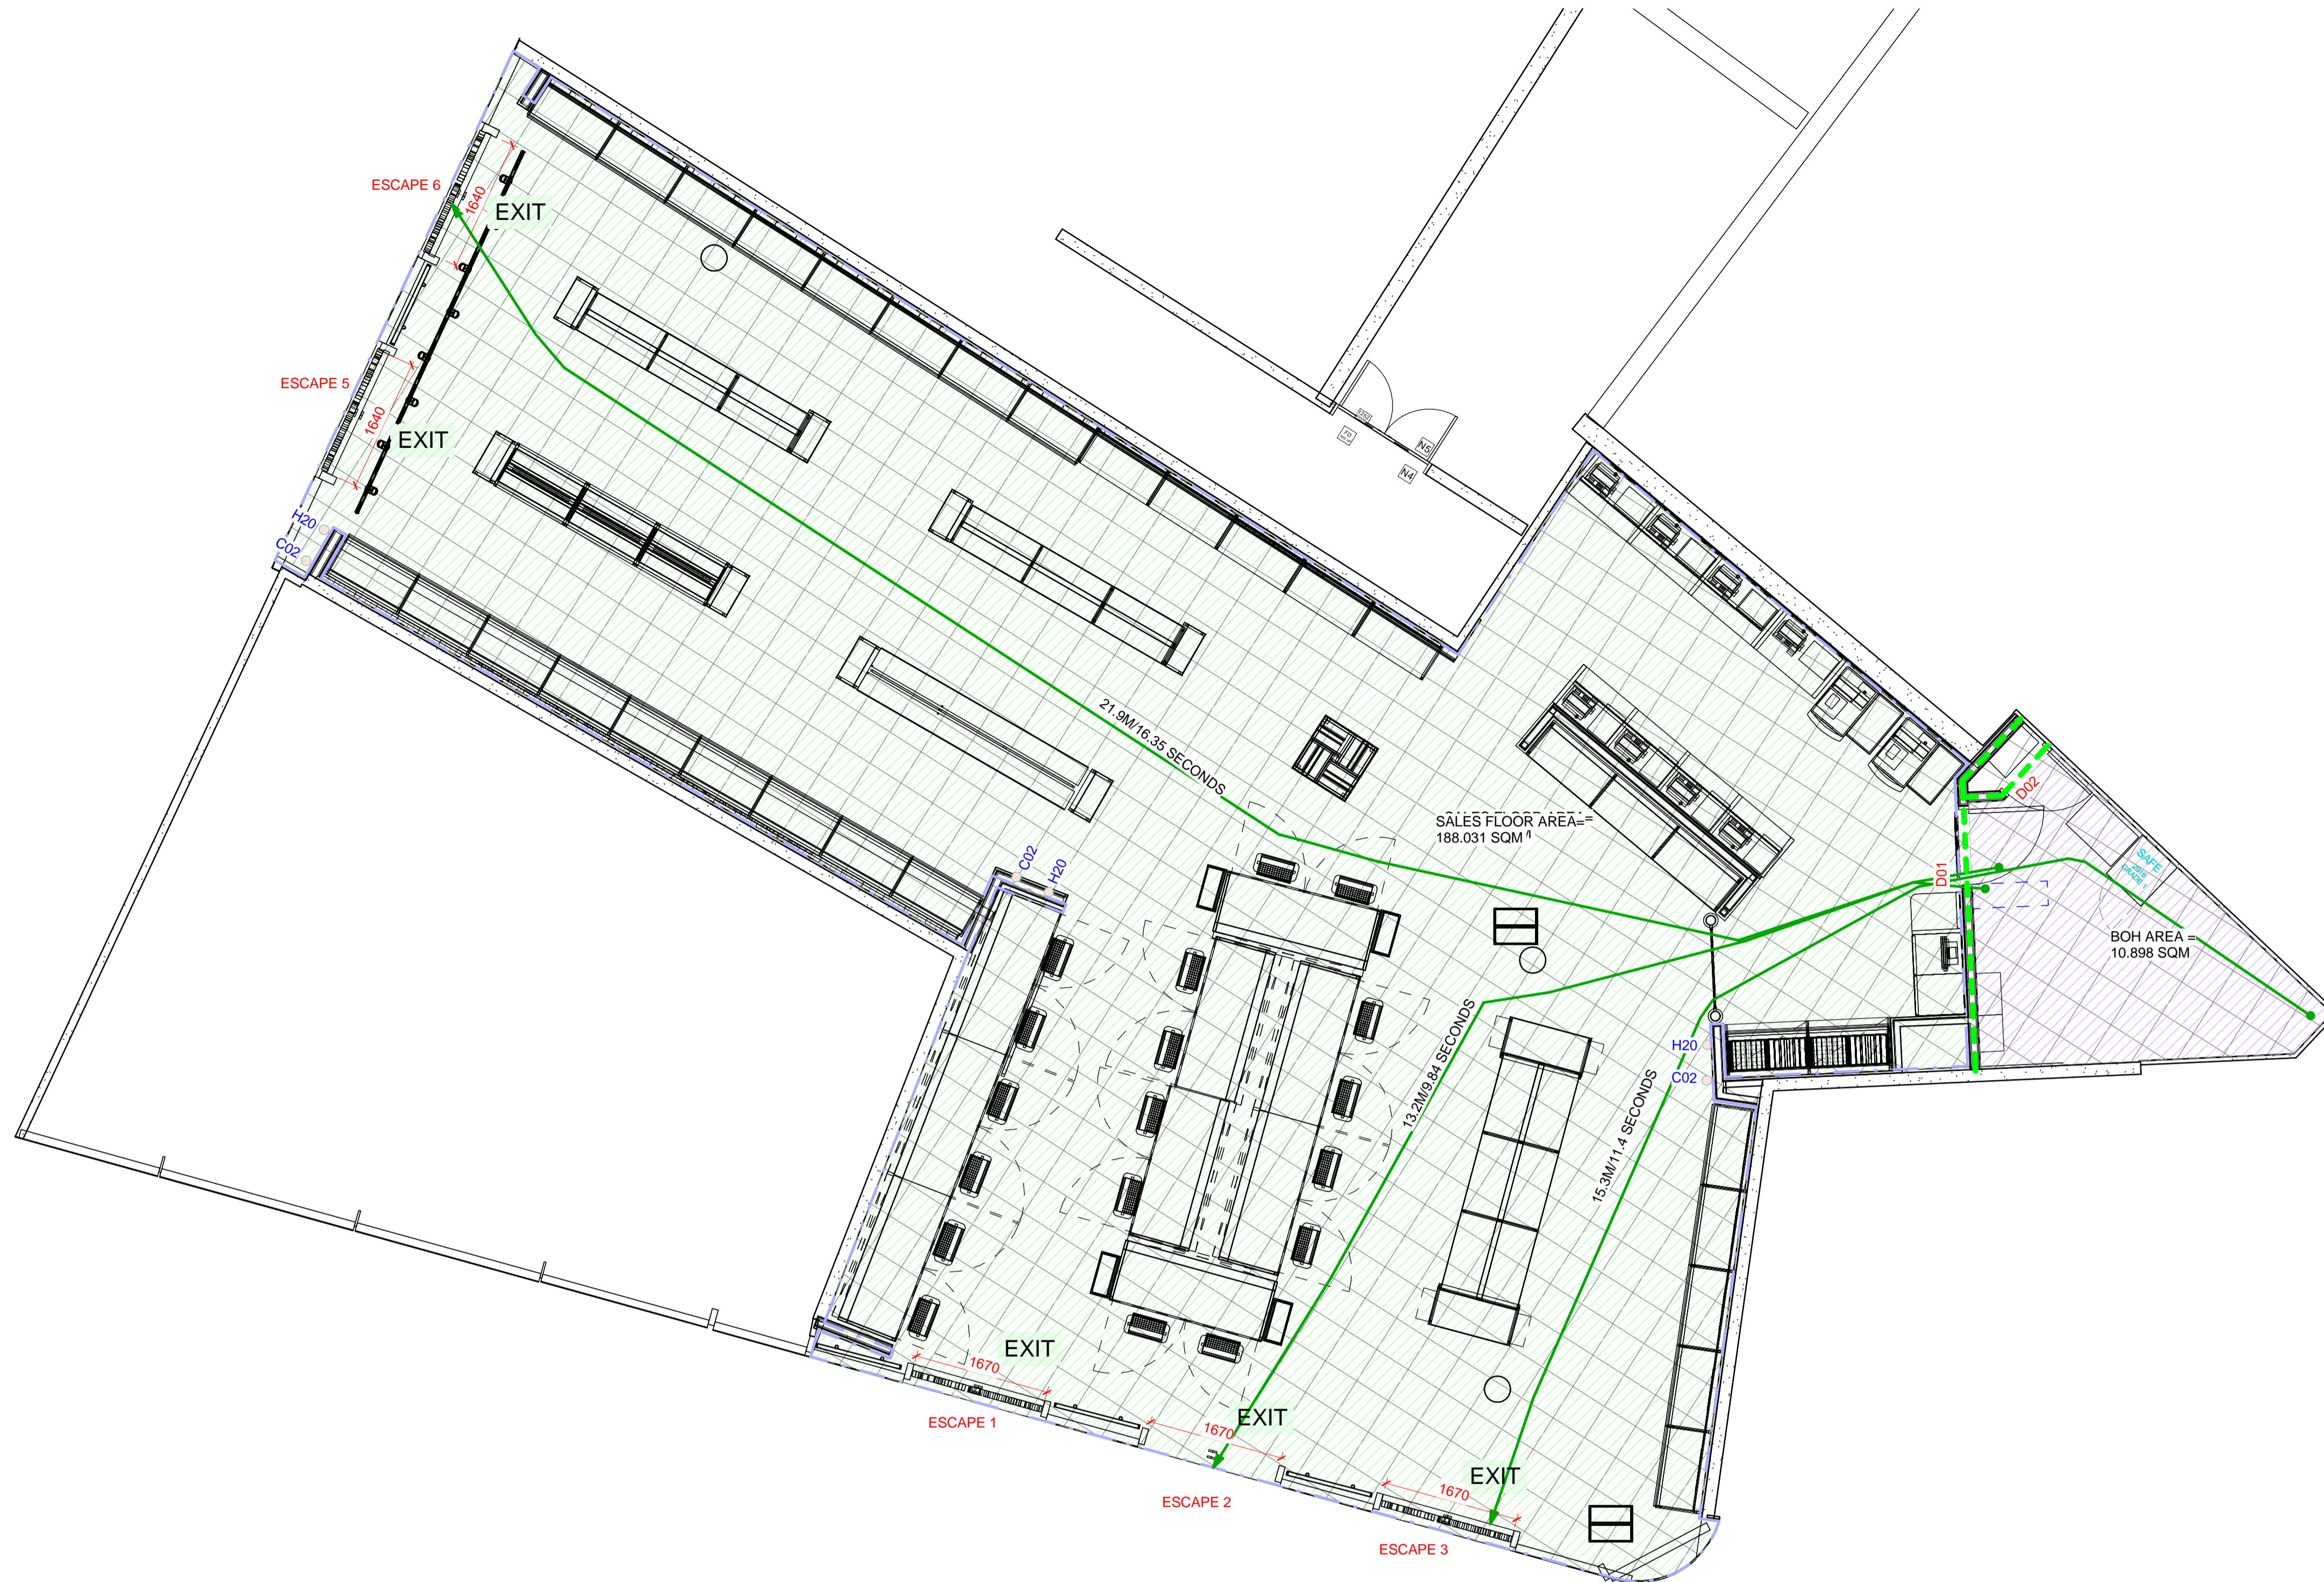 ESCAPE 6
1640
EXIT
ESCAPE 5
1640
EXIT
H20
C02
N5
N4
FD
21.9M/16.35 SECONDS
SALES FLOOR AREA=
188.031 SQM
C02
H20
D02
D01
SAFE
GRADE 1
BOH AREA =
10.898 SQM
H20
C02
13.2M/9.84 SECONDS
15.3M/11.4 SECONDS
EXIT
1670
ESCAPE 1
EXIT
1670
ESCAPE 2
EXIT
1670
ESCAPE 3